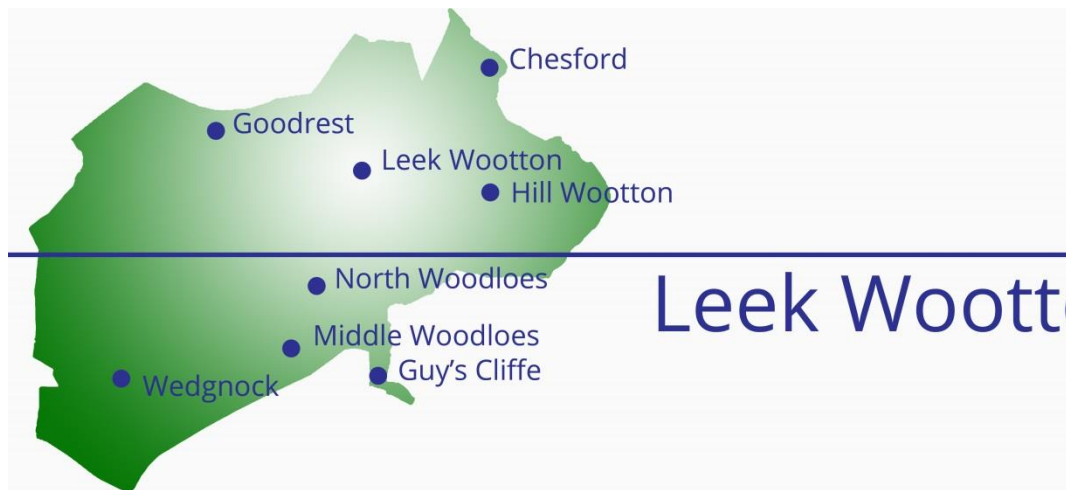 Chesford
Goodrest
Leek Wootton
Hill Wootton
North Woodloes
Leek Woott
Middle Woodloes
Guy's Cliffe
Wedgnock